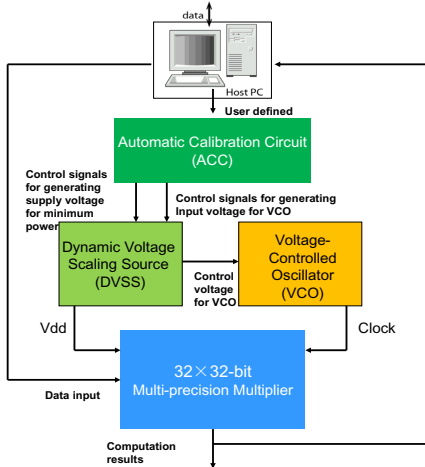 data
Host PC
User defined
Automatic Calibration Circuit
(ACC)
Control signals
for generating
supply voltage
for minimum
power
Control signals for generating
Input voltage for VCO
Dynamic Voltage
Scaling Source
(DVSS)
Control
voltage
for VCO
Voltage-
Controlled
Oscillator
(VCO)
Vdd
Clock
32×32-bit
Multi-precision Multiplier
Data input
Computation
results